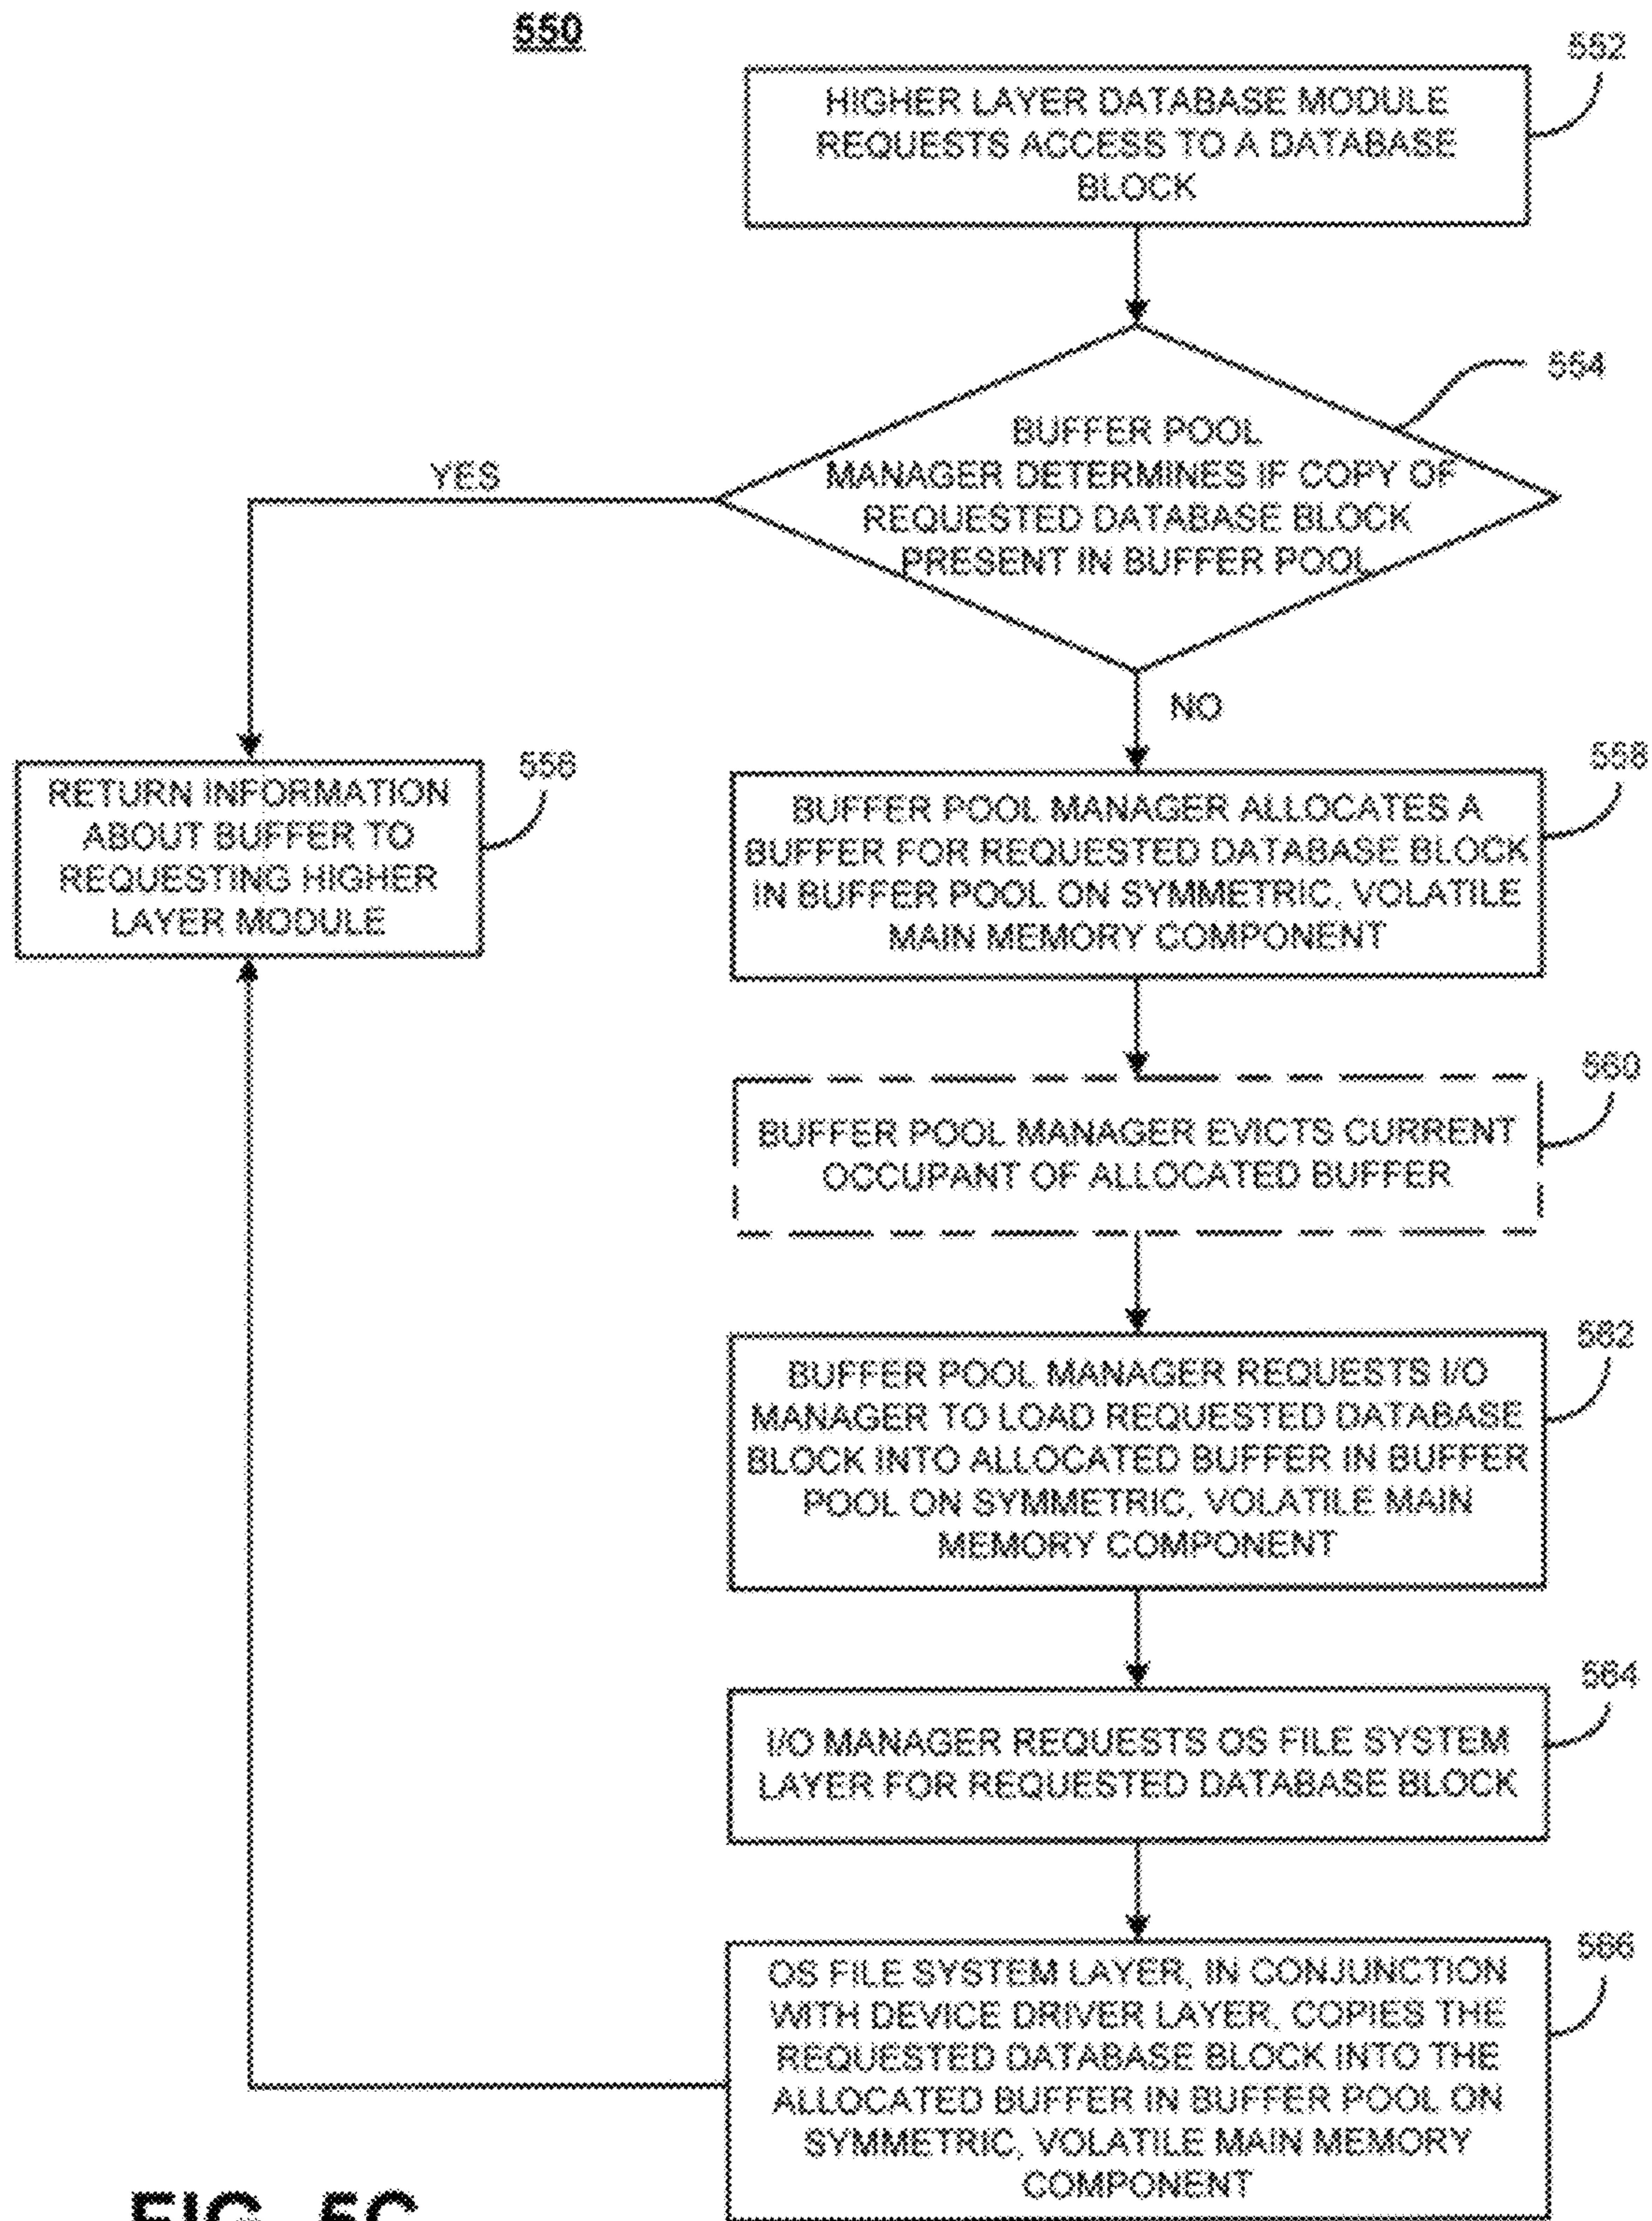 550
552
HIGHER LAYER DATABASE MODULE
REQUESTS ACCESS TO A DATABASE
BLOCK
554
BUFFER POOL
MANAGER DETERMINES IF COPY OF
REQUESTED DATABASE BLOCK
PRESENT IN BUFFER POOL
YES
NO
556
RETURN INFORMATION
ABOUT BUFFER TO
REQUESTING HIGHER
LAYER MODULE
558
BUFFER POOL MANAGER ALLOCATES A
BUFFER FOR REQUESTED DATABASE BLOCK
IN BUFFER POOL ON SYMMETRIC, VOLATILE
MAIN MEMORY COMPONENT
560
BUFFER POOL MANAGER EVICTS CURRENT
OCCUPANT OF ALLOCATED BUFFER
562
BUFFER POOL MANAGER REQUESTS I/O
MANAGER TO LOAD REQUESTED DATABASE
BLOCK INTO ALLOCATED BUFFER IN BUFFER
POOL ON SYMMETRIC, VOLATILE MAIN
MEMORY COMPONENT
564
I/O MANAGER REQUESTS OS FILE SYSTEM
LAYER FOR REQUESTED DATABASE BLOCK
566
OS FILE SYSTEM LAYER, IN CONJUNCTION
WITH DEVICE DRIVER LAYER, COPIES THE
REQUESTED DATABASE BLOCK INTO THE
ALLOCATED BUFFER IN BUFFER POOL ON
SYMMETRIC, VOLATILE MAIN MEMORY
COMPONENT
FIG. 5C